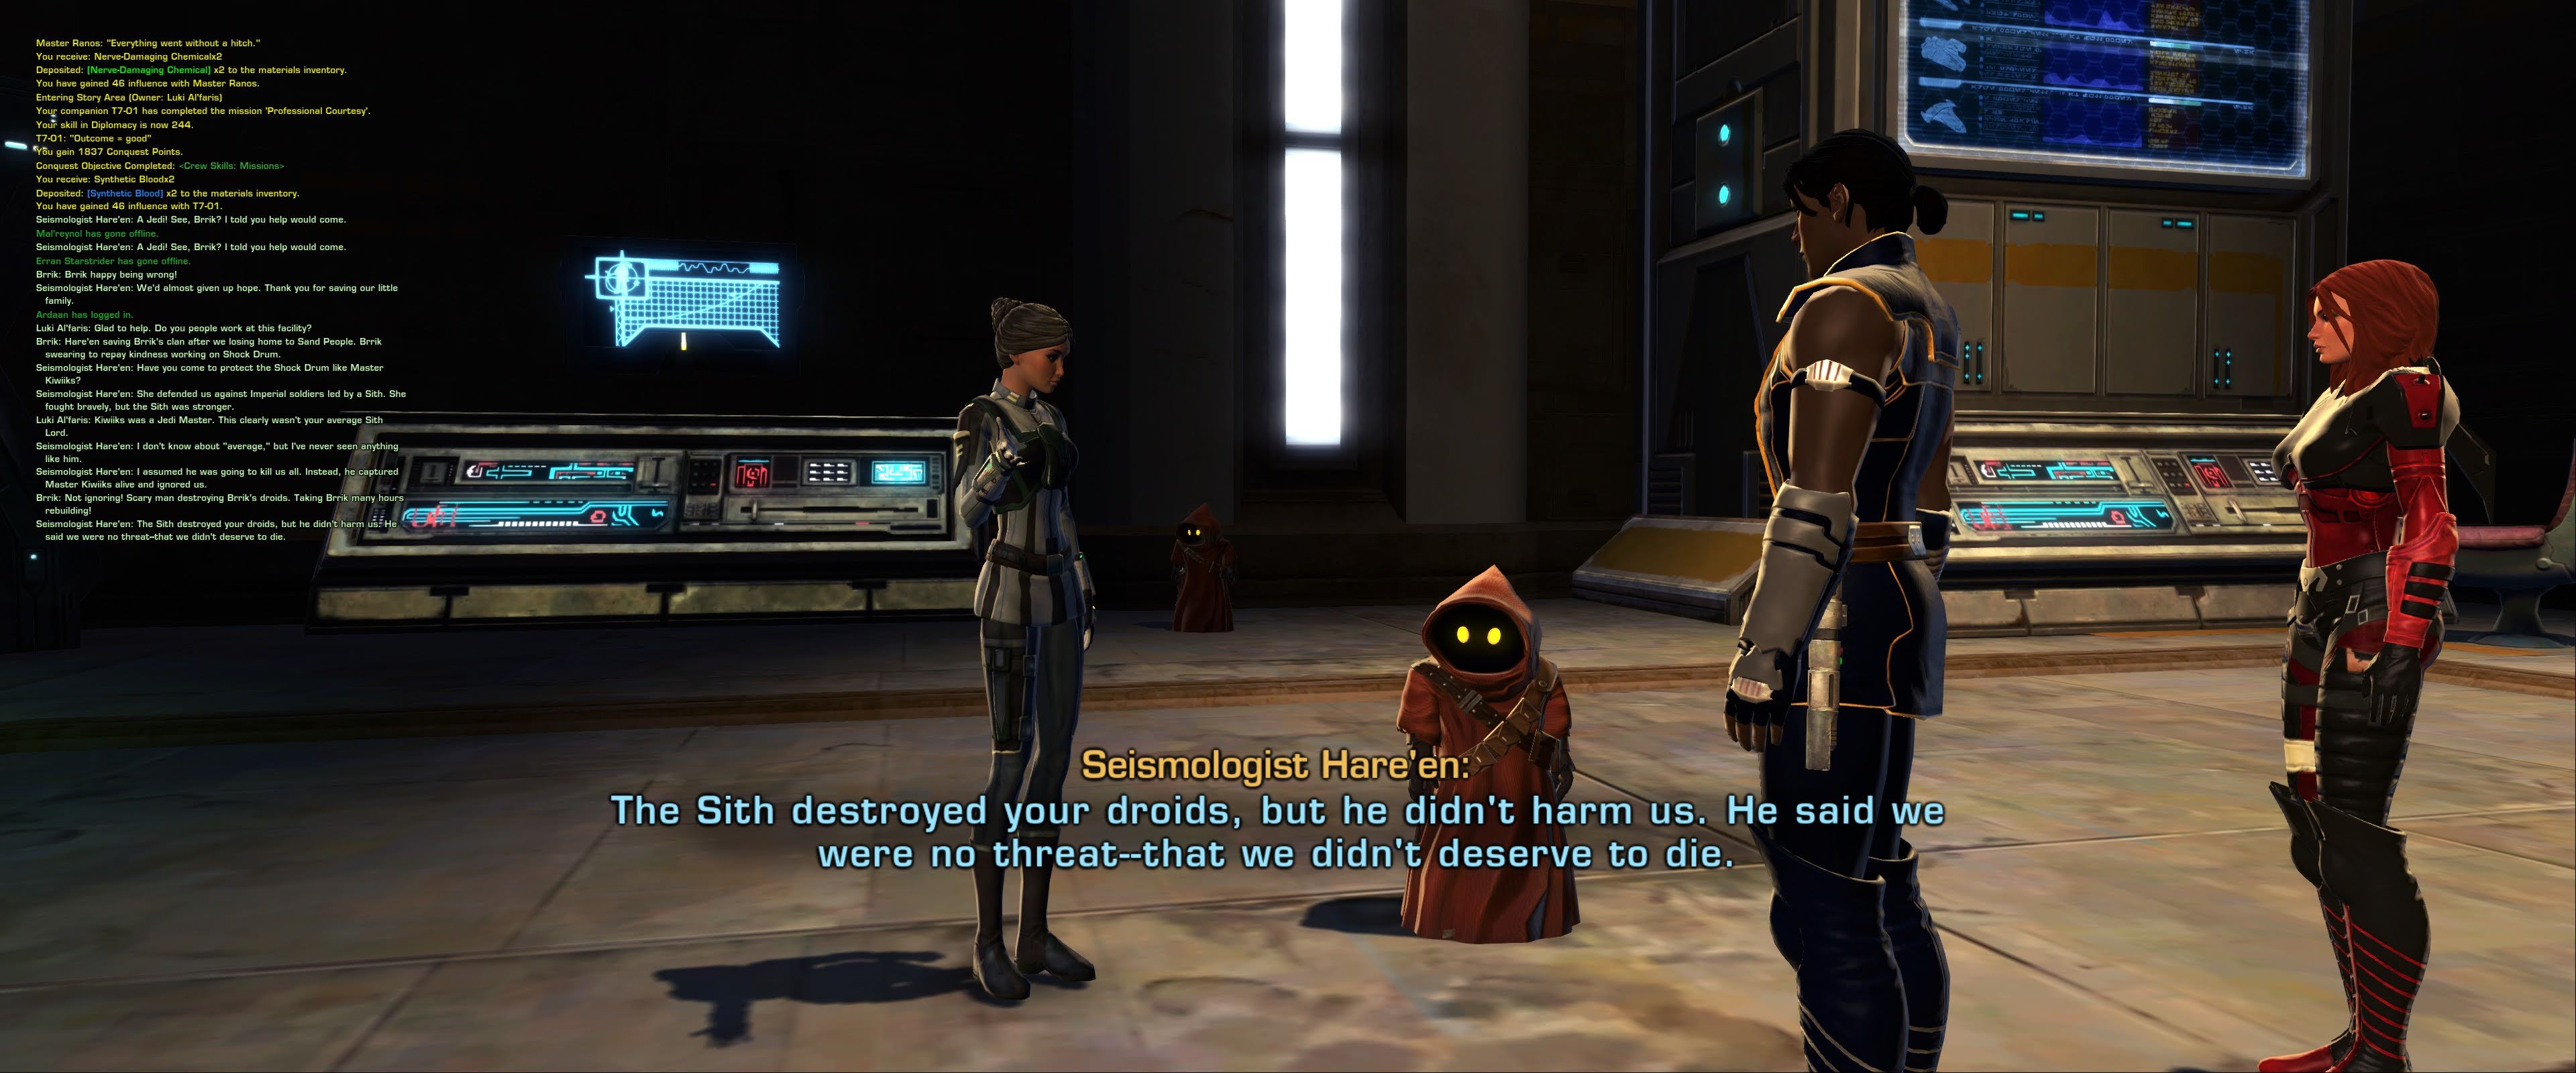 Master Ranos: "Everything went without a hitch."
You receive: Nerve-Damaging Chemicalx2
Deposited: [Nerve-Damaging Chemical] x2 to the materials inventory.
You have gained 46 influence with Master Ranos.
Entering Story Area (Owner: Luki Al'faris)
Your companion T7-01 has completed the mission 'Professional Courtesy'.
Your skill in Diplomacy is now 244.
T7-01: "Outcome = good"
You gain 1837 Conquest Points.
Conquest Objective Completed: <Crew Skills: Missions>
You receive: Synthetic Bloodx2
Deposited: [Synthetic Blood] x2 to the materials inventory.
You have gained 46 influence with T7-01.
Seismologist Hare'en: A Jedi! See, Brrik? I told you help would come.
Mal'reynol has gone offline.
Seismologist Hare'en: A Jedi! See, Brrik? I told you help would come.
Erran Starstrider has gone offline.
Brrik: Brrik happy being wrong!
Seismologist Hare'en: We'd almost given up hope. Thank you for saving our little
family.
Ardaan has logged in.
Luki Al'faris: Glad to help. Do you people work at this facility?
Brrik: Hare'en saving Brrik's clan after we losing home to Sand People. Brrik
swearing to repay kindness working on Shock Drum.
Seismologist Hare'en: Have you come to protect the Shock Drum like Master
Kiwiiks?
Seismologist Hare'en: She defended us against Imperial soldiers led by a Sith. She
fought bravely, but the Sith was stronger.
Luki Al'faris: Kiwiiks was a Jedi Master. This clearly wasn't your average Sith
Lord.
Seismologist Hare'en: I don't know about "average," but I've never seen anything
like him.
Seismologist Hare'en: I assumed he was going to kill us all. Instead, he captured
Master Kiwiiks alive and ignored us.
Brrik: Not ignoring! Scary man destroying Brrik's droids. Taking Brrik many hours
rebuilding!
Seismologist Hare'en: The Sith destroyed your droids, but he didn't harm us. He
said we were no threat--that we didn't deserve to die.
Seismologist Hare'en:
The Sith destroyed your droids, but he didn't harm us. He said we
were no threat--that we didn't deserve to die.